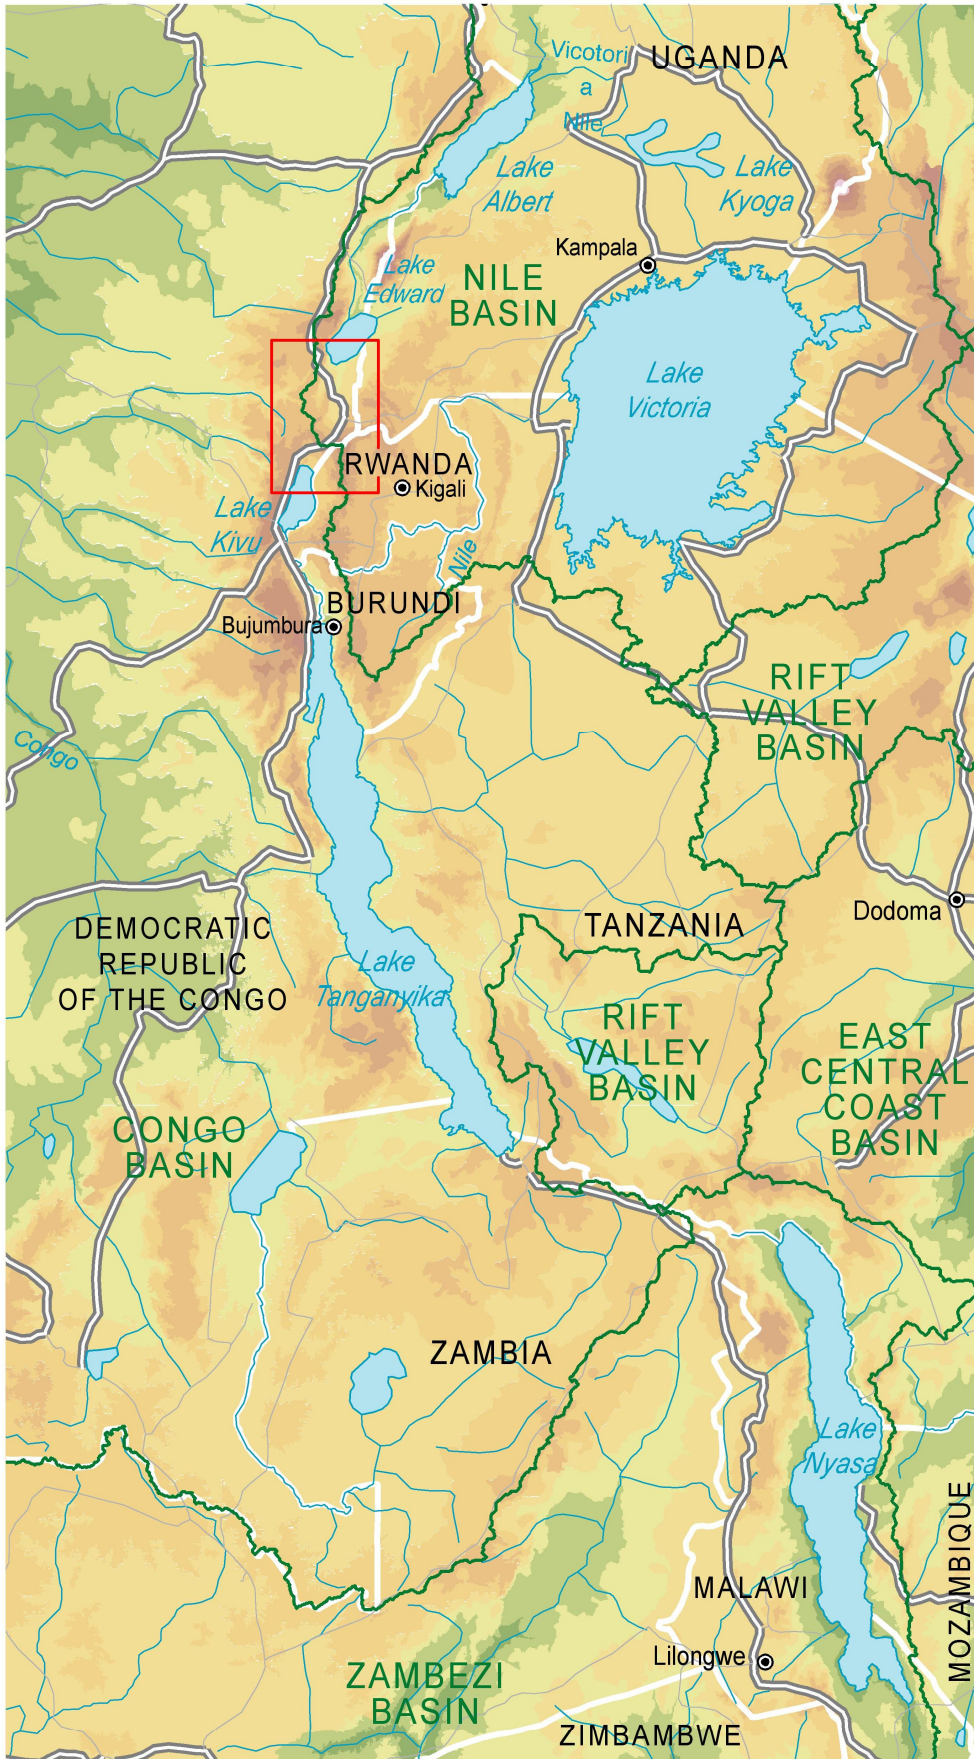 Vicotori
a
Nile
UGANDA
Lake
Albert
Lake
Kyoga
Kampala
Lake
Edward
NILE
BASIN
Lake
Victoria
RWANDA
Kigali
Lake
Kivu
Nile
BURUNDI
Bujumbura
RIFT
VALLEY
BASIN
Congo
Dodoma
DEMOCRATIC
REPUBLIC
OF THE CONGO
TANZANIA
Lake
Tanganyika
RIFT
VALLEY
BASIN
EAST
CENTRAL
COAST
BASIN
CONGO
BASIN
ZAMBIA
Lake
Nyasa
MOZAMBIQUE
MALAWI
Lilongwe
ZAMBEZI
BASIN
ZIMBAMBWE